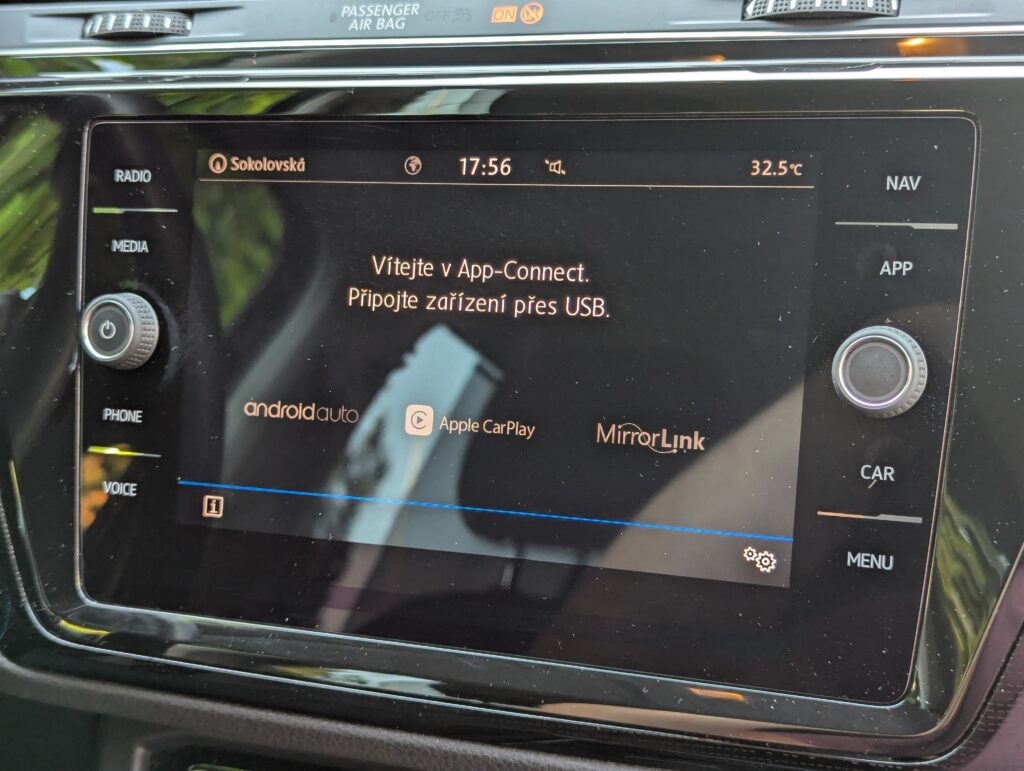 PASSENGER
AIR BAG
OFF
ON
Sokolovská
17:56
32.5°C
RADIO
MEDIA
PHONE
VOICE
NAV
APP
CAR
MENU
Vítejte v App-Connect.
Připojte zařízení přes USB.
androidauto
Apple CarPlay
MirrorLink
i